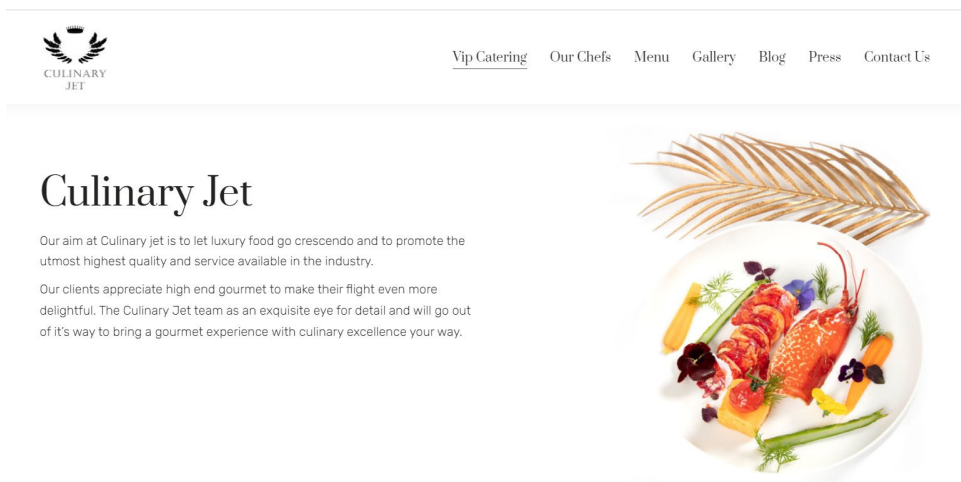 CULINARY
JET
Vip Catering Our Chefs Menu Gallery Blog Press Contact Us
Culinary Jet
Our aim at Culinary jet is to let luxury food go crescendo and to promote the
utmost highest quality and service available in the industry.
Our clients appreciate high end gourmet to make their flight even more
delightful. The Culinary Jet team as an exquisite eye for detail and will go out
of it's way to bring a gourmet experience with culinary excellence your way.